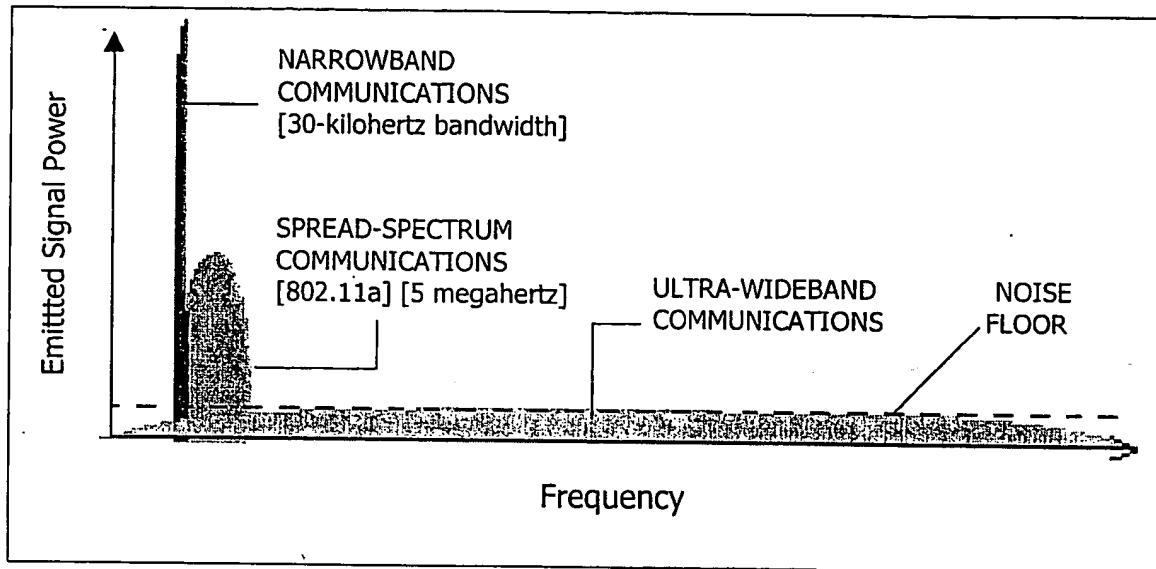 Emittted Signal Power
NARROWBAND
COMMUNICATIONS
[30-kilohertz bandwidth]
SPREAD-SPECTRUM
COMMUNICATIONS
[802.11a] [5 megahertz]
ULTRA-WIDEBAND
COMMUNICATIONS
NOISE
FLOOR
Frequency